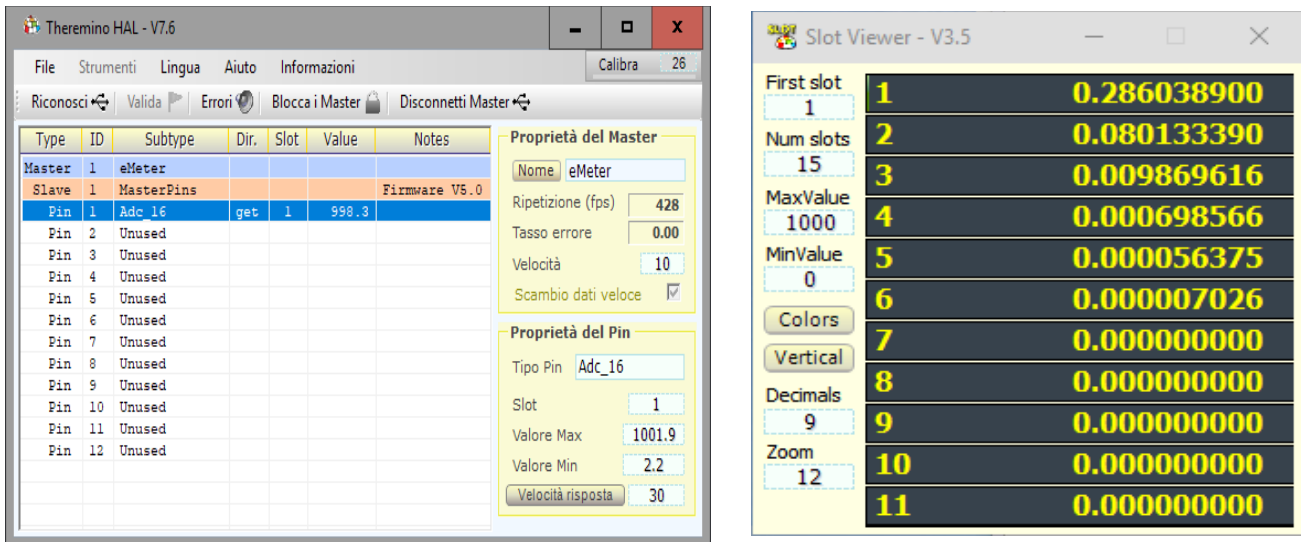 Theremino HAL - V7.6
File Strumenti Lingua Aiuto Informazioni Calibra 26
Riconosci Valida Errori Blocca i Master Disconnetti Master
Type ID Subtype Dir. Slot Value Notes
Master 1 eMeter
Slave 1 MasterPins Firmware V5.0
Pin 1 Adc_16 get 1 998.3
Pin 2 Unused
Pin 3 Unused
Pin 4 Unused
Pin 5 Unused
Pin 6 Unused
Pin 7 Unused
Pin 8 Unused
Pin 9 Unused
Pin 10 Unused
Pin 11 Unused
Pin 12 Unused
Proprietà del Master
Nome eMeter
Ripetizione (fps) 428
Tasso errore 0.00
Velocità 10
Scambio dati veloce
Proprietà del Pin
Tipo Pin Adc_16
Slot 1
Valore Max 1001.9
Valore Min 2.2
Velocità risposta 30
Slot Viewer - V3.5
First slot
1
Num slots
15
MaxValue
1000
MinValue
0
Colors
Vertical
Decimals
9
Zoom
12
1 0.286038900
2 0.080133390
3 0.009869616
4 0.000698566
5 0.000056375
6 0.000007026
7 0.000000000
8 0.000000000
9 0.000000000
10 0.000000000
11 0.000000000